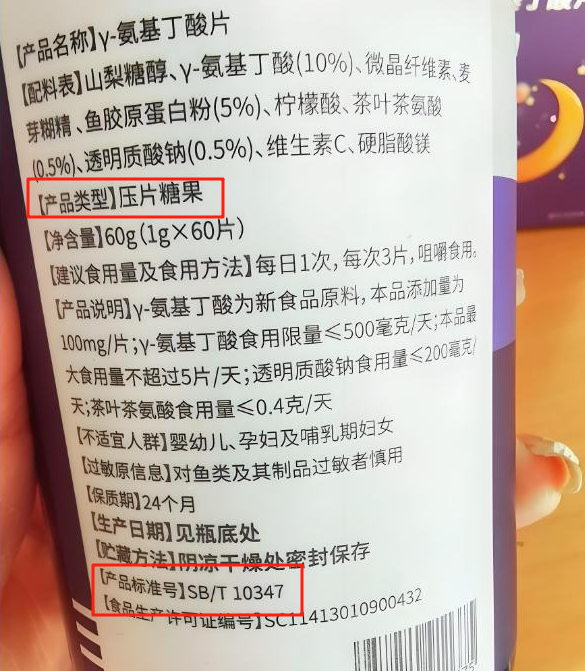 【产品名称】γ-氨基丁酸片
【配料表】山梨糖醇、γ-氨基丁酸(10%)、微晶纤维素、麦
芽糊精、鱼胶原蛋白粉(5%)、柠檬酸、茶叶茶氨酸
(0.5%)、透明质酸钠(0.5%)、维生素C、硬脂酸镁
【产品类型】压片糖果
【净含量】60g(1g×60片)
【建议食用量及食用方法】每日1次，每次3片，咀嚼食用。
【产品说明】γ-氨基丁酸为新食品原料，本品添加量为
100mg/片；γ-氨基丁酸食用限量≤500毫克/天；本品最
大食用量不超过5片/天；透明质酸钠食用量≤200毫克/
天；茶叶茶氨酸食用量≤0.4克/天
【不适宜人群】婴幼儿、孕妇及哺乳期妇女
【过敏原信息】对鱼类及其制品过敏者慎用
【保质期】24个月
【生产日期】见瓶底处
【贮藏方法】阴凉干燥处密封保存
【产品标准号】SB/T 10347
【食品生产许可证编号】SC11413010900432